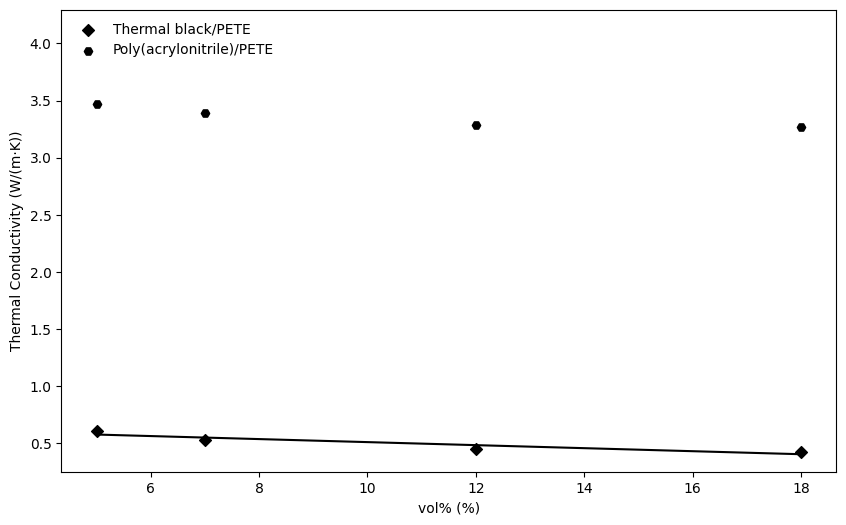 Thermal black/PETE
Poly(acrylonitrile)/PETE
4.0
3.5
3.0
2.5
2.0
1.5
1.0
0.5
Thermal Conductivity (W/(m·K))
6 8 10 12 14 16 18
vol% (%)